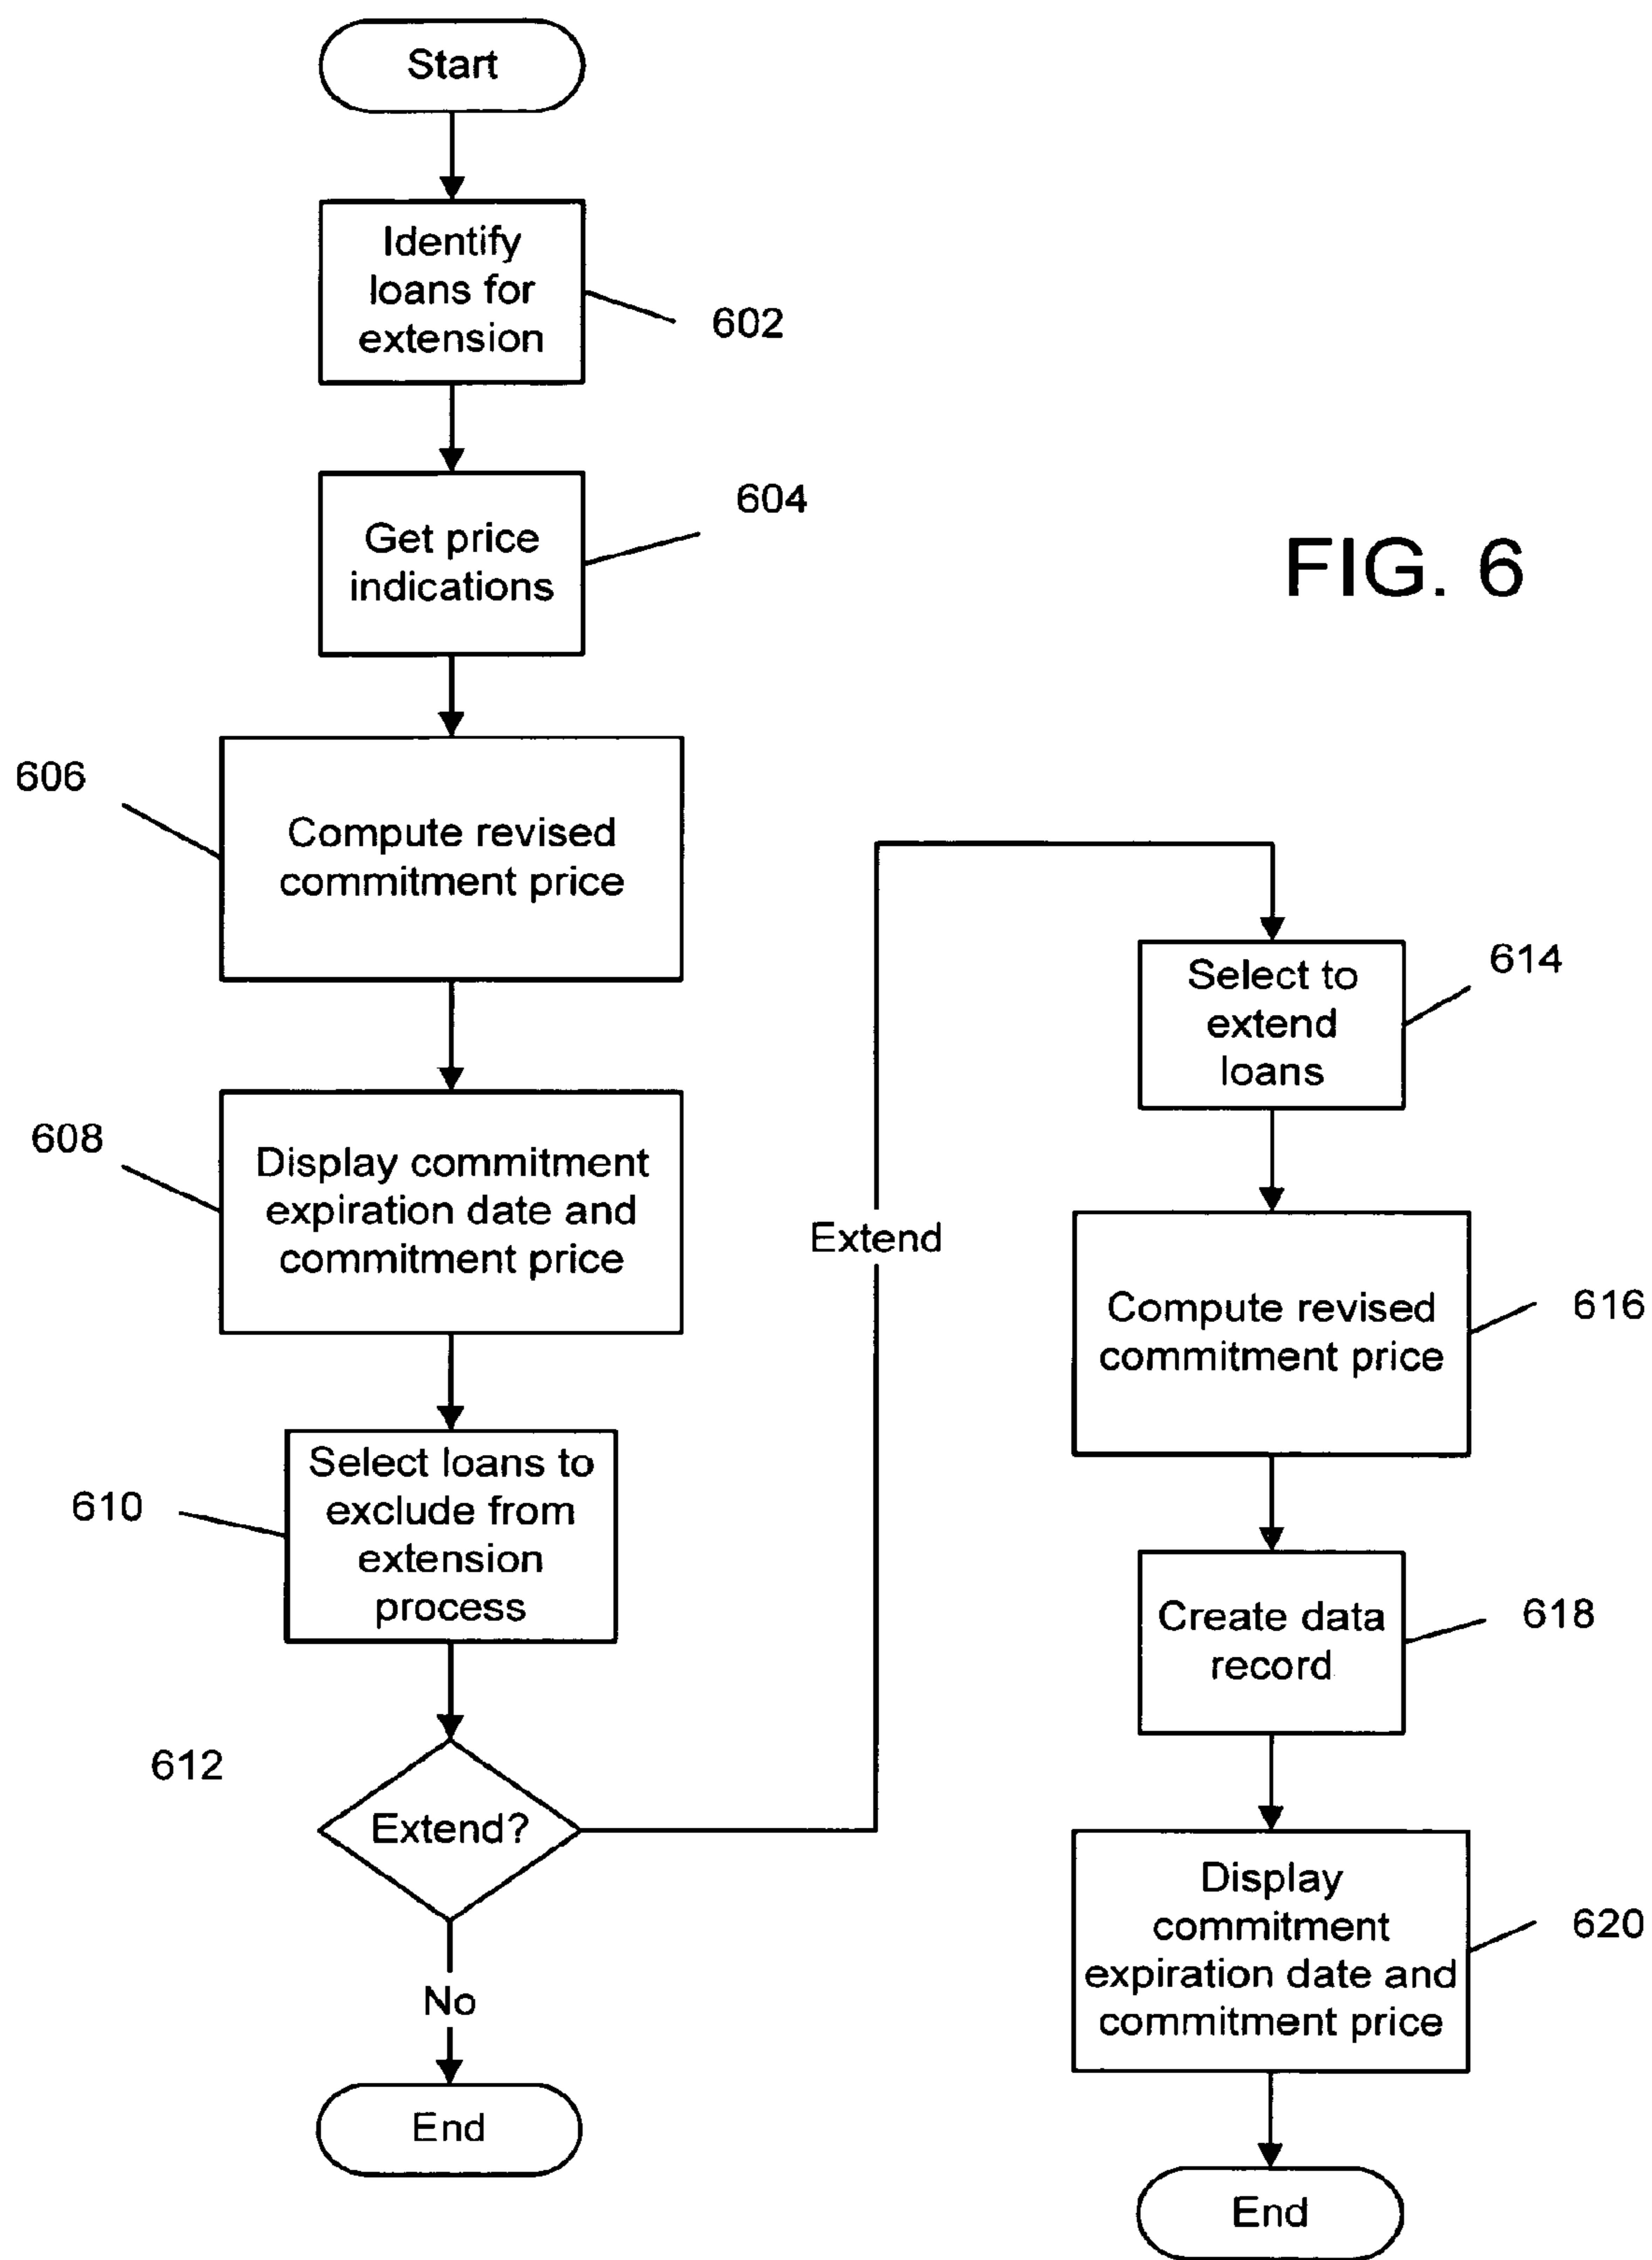 Start
Identify
loans for
extension
602
Get price
indications
604
FIG. 6
606
Compute revised
commitment price
608
Display commitment
expiration date and
commitment price
610
Select loans to
exclude from
extension
process
612
Extend?
No
End
Extend
Select to
extend
loans
614
Compute revised
commitment price
616
Create data
record
618
Display
commitment
expiration date and
commitment price
620
End